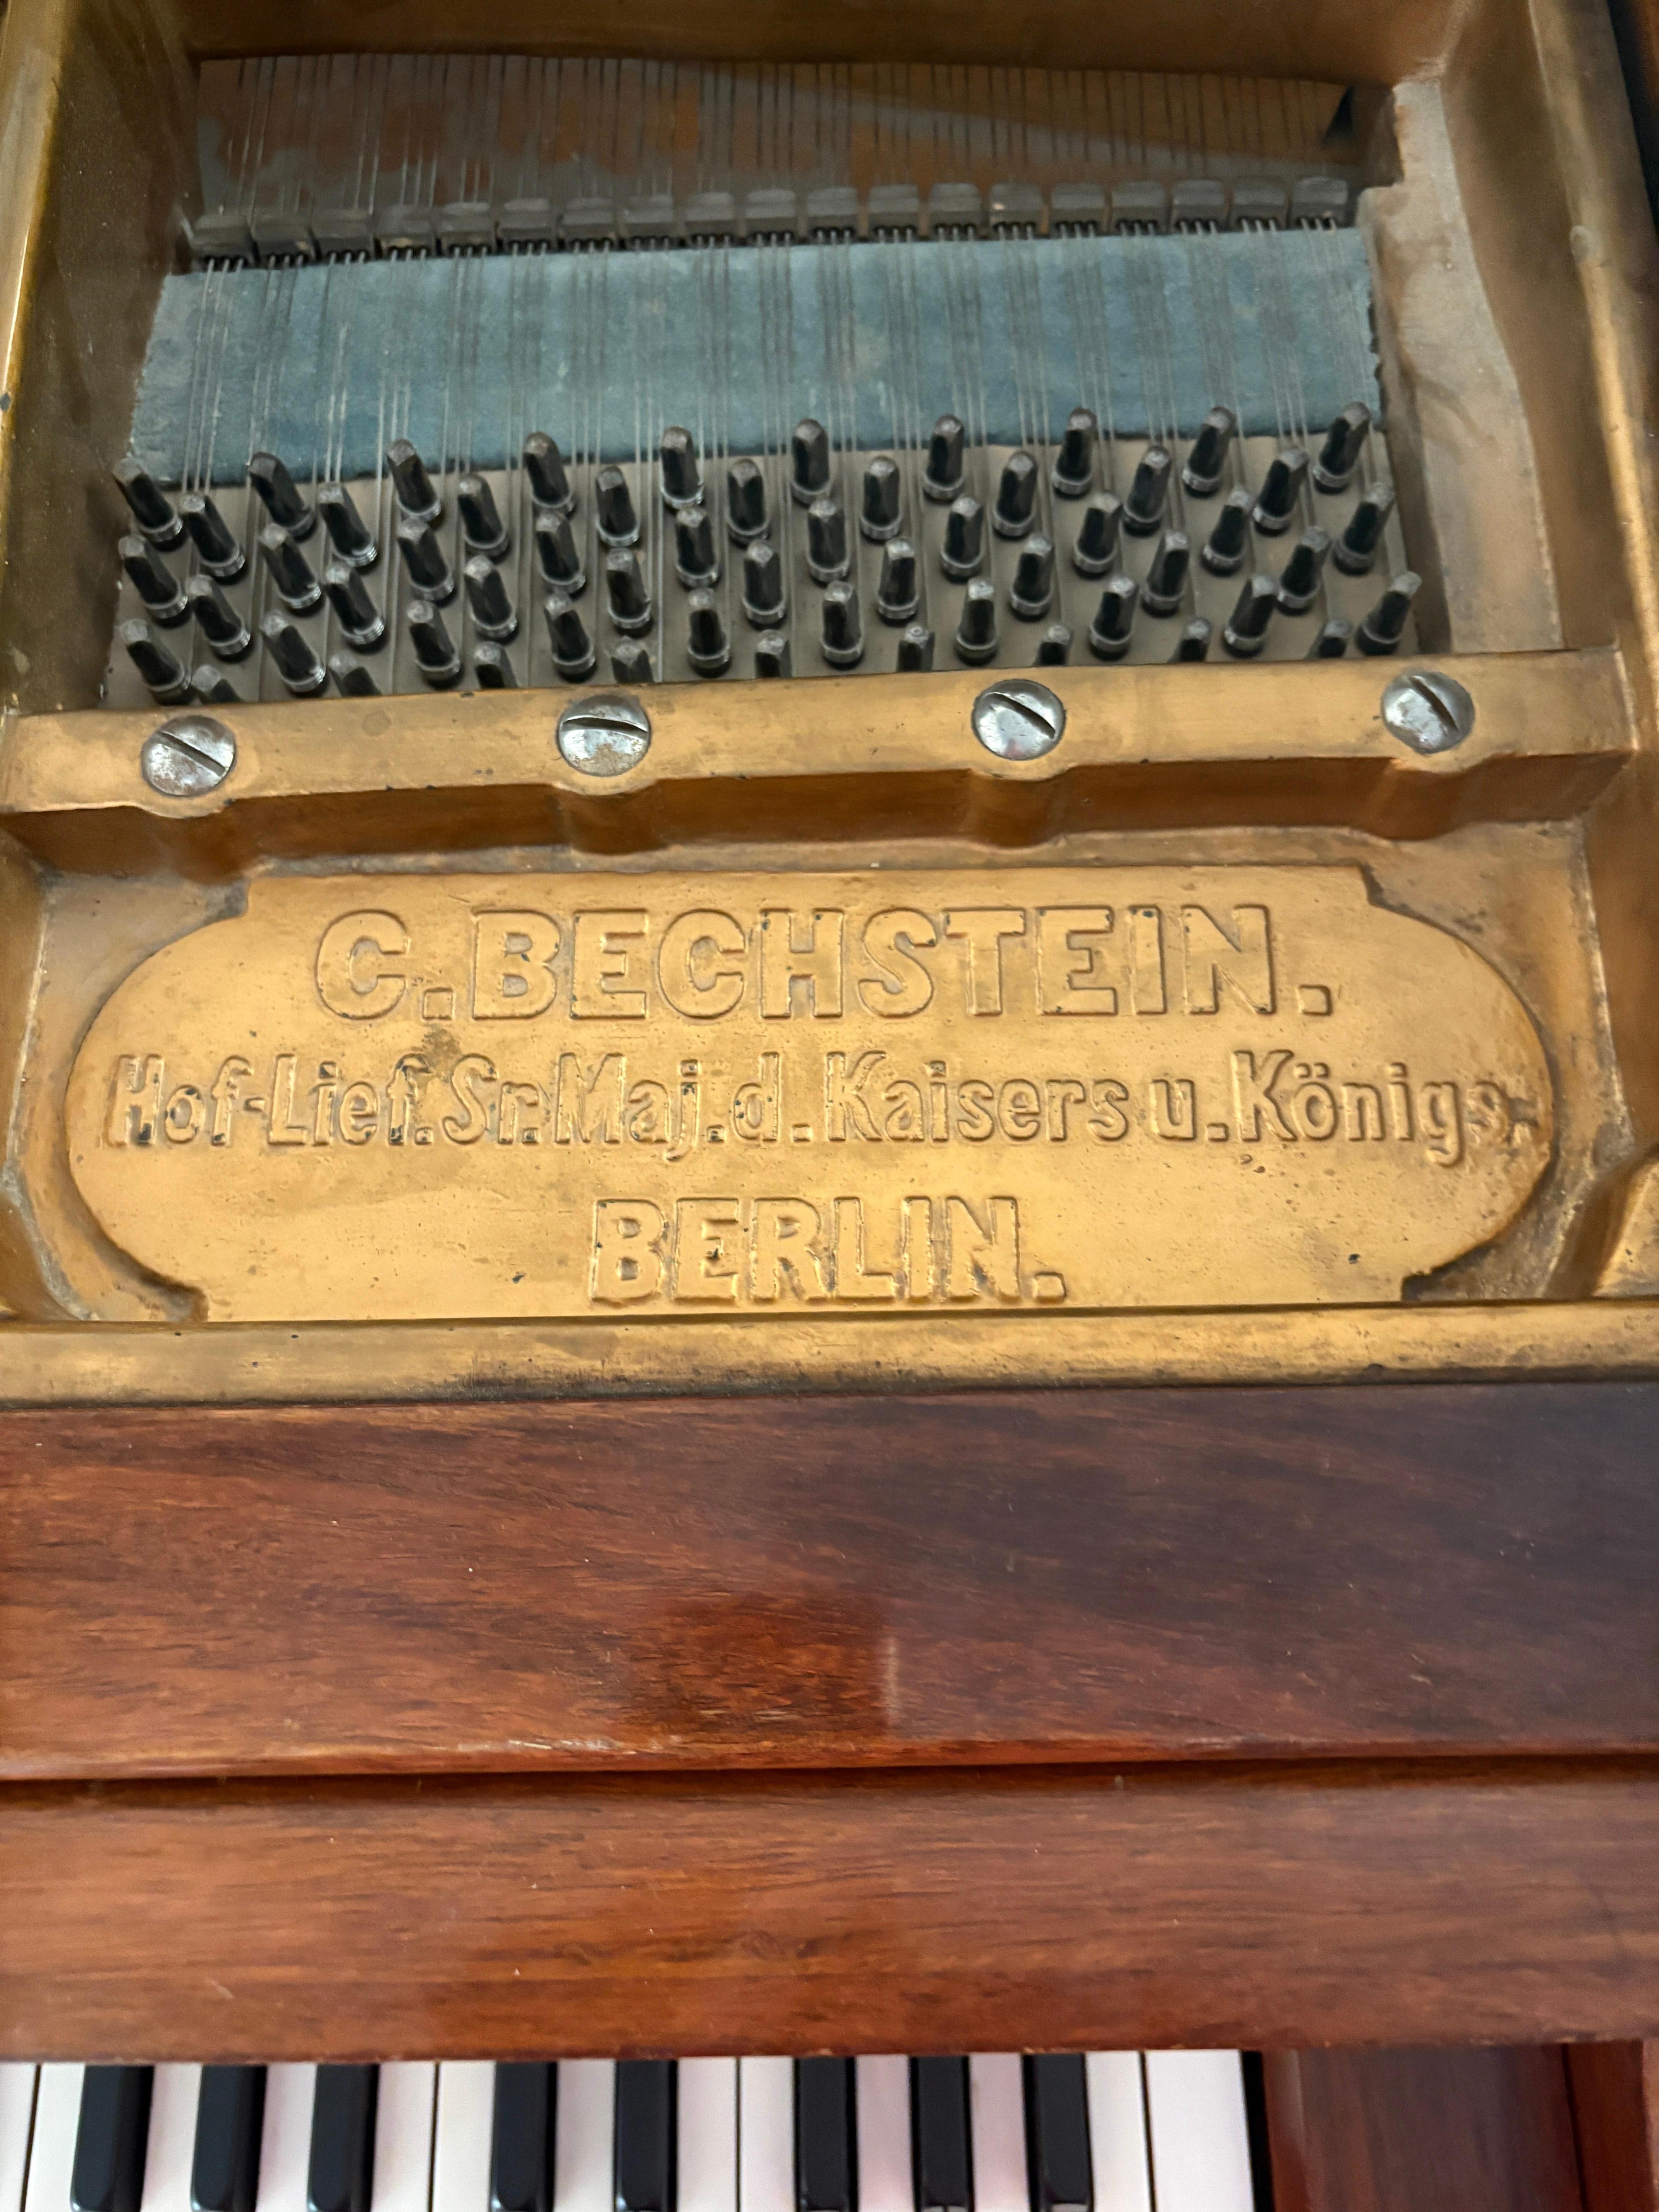 C. BECHSTEIN.
Hof-Lief. Sr. Maj. d. Kaisers u. Königs.
BERLIN.